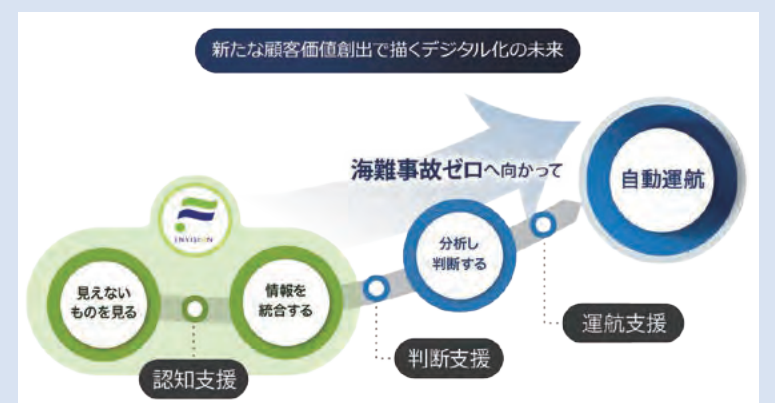 新たな顧客価値創出で描くデジタル化の未来
海難事故ゼロへ向かって
自動運航
分析し
判断する
ENVISION
見えない
ものを見る
情報を
統合する
運航支援
判断支援
認知支援